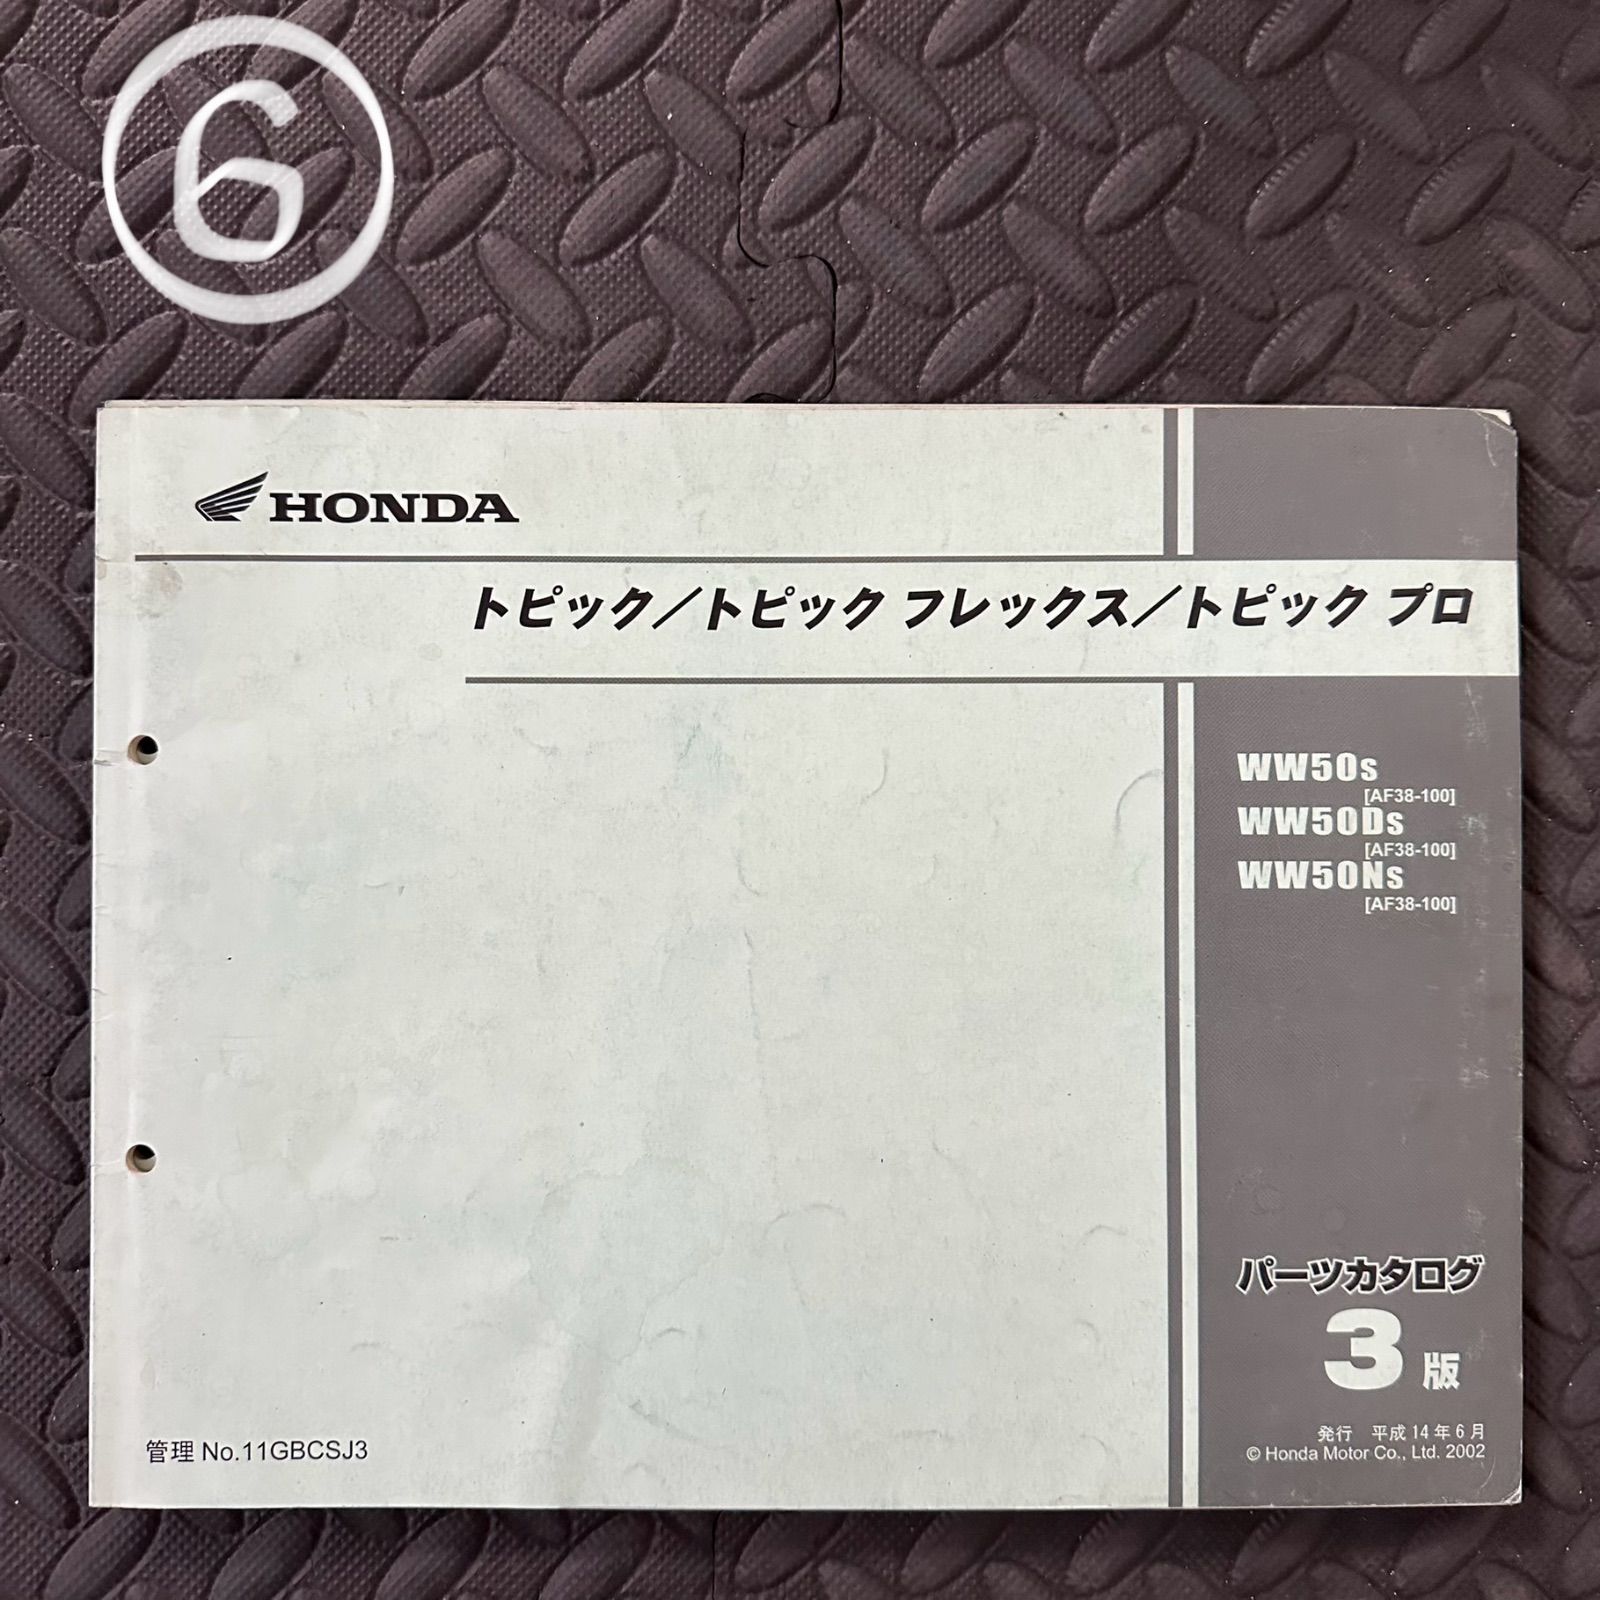 ⑥
HONDA
トピック／トピック フレックス／トピック プロ
WW50S
[AF38-100]
WW50DS
[AF38-100]
WW50NS
[AF38-100]
パーツカタログ
3版
管理 No.11GBCSJ3
発行 平成14年6月
© Honda Motor Co., Ltd. 2002